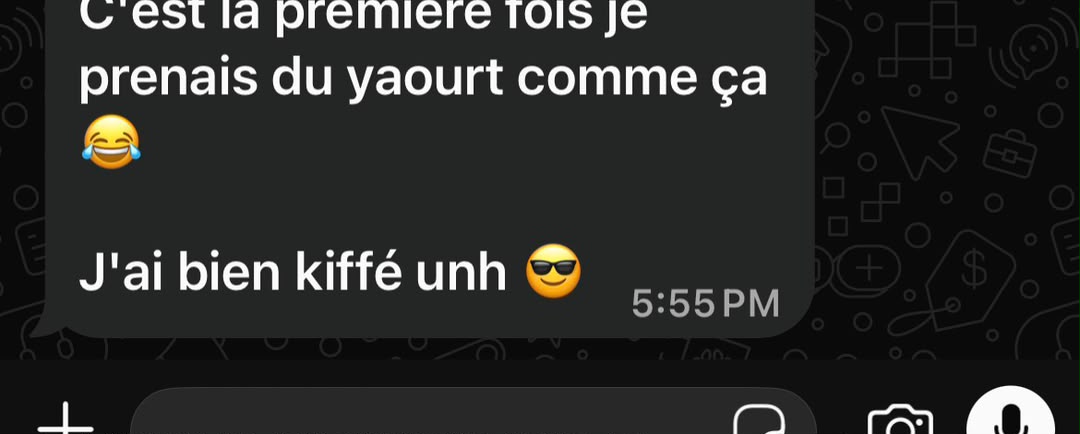 C'est la première fois je
prenais du yaourt comme ça
😂
J'ai bien kiffé unh 😎
5:55 PM